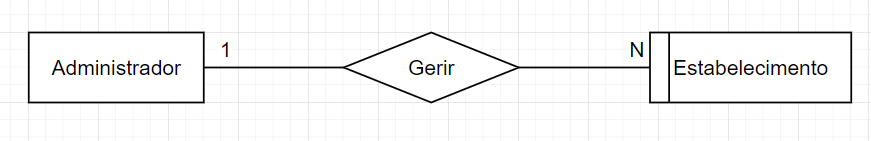 Administrador
1
Gerir
N
Estabelecimento